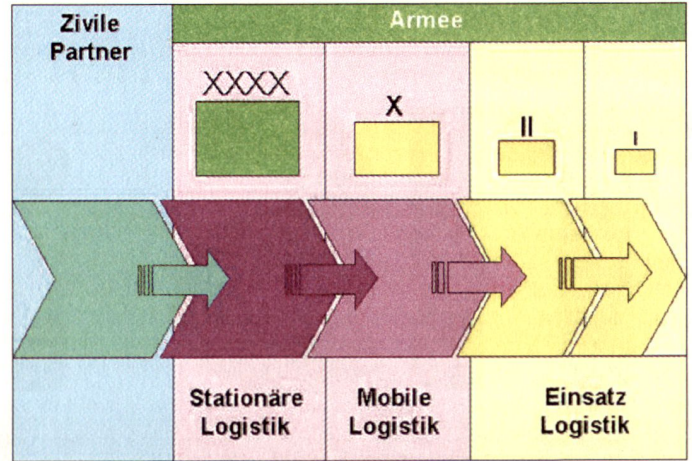 Zivile
Partner
Armee
XXXX
X
II
I
Stationäre
Logistik
Mobile
Logistik
Einsatz
Logistik